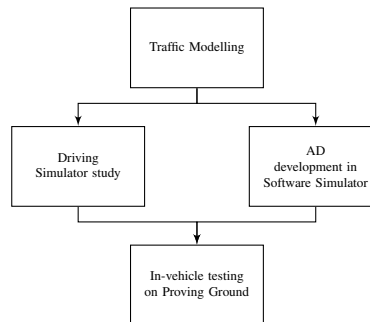 Traffic Modelling
Driving
Simulator study
AD
development in
Software Simulator
In-vehicle testing
on Proving Ground